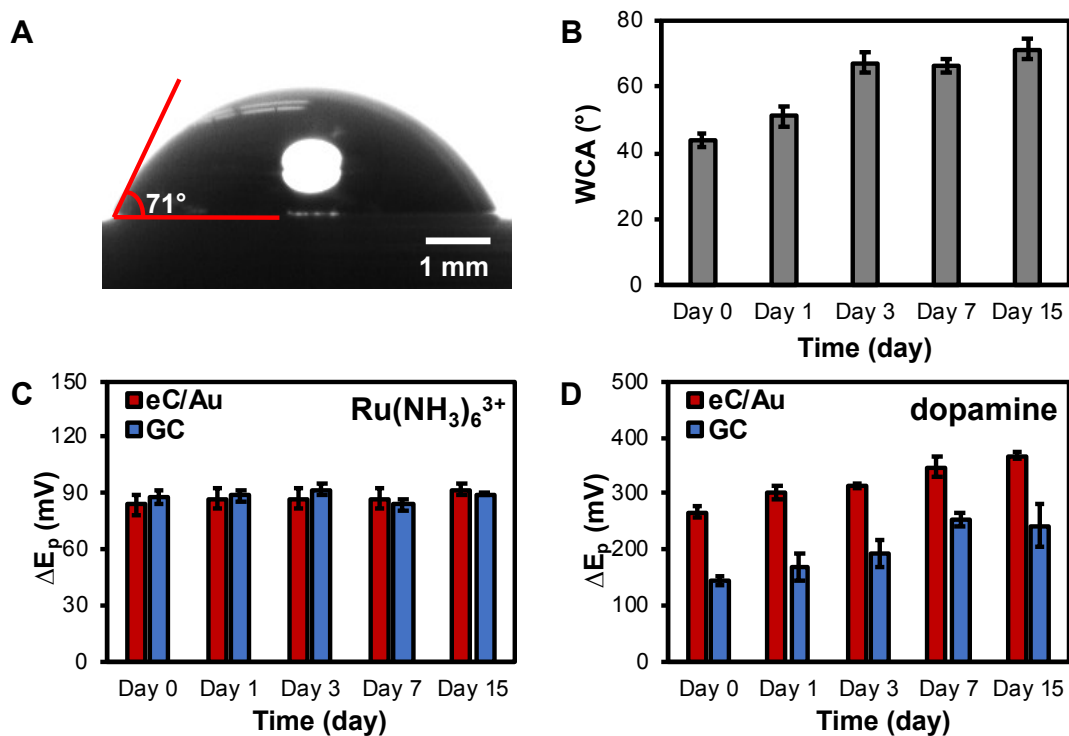 A
71°
1 mm
B
WCA (°)
80
60
40
20
0
Day 0 Day 1 Day 3 Day 7 Day 15
Time (day)
C
ΔEp (mV)
150
120
90
60
30
0
eC/Au
GC
Ru(NH3)6 3+
Day 0 Day 1 Day 3 Day 7 Day 15
Time (day)
D
ΔEp (mV)
500
400
300
200
100
0
eC/Au
GC
dopamine
Day 0 Day 1 Day 3 Day 7 Day 15
Time (day)